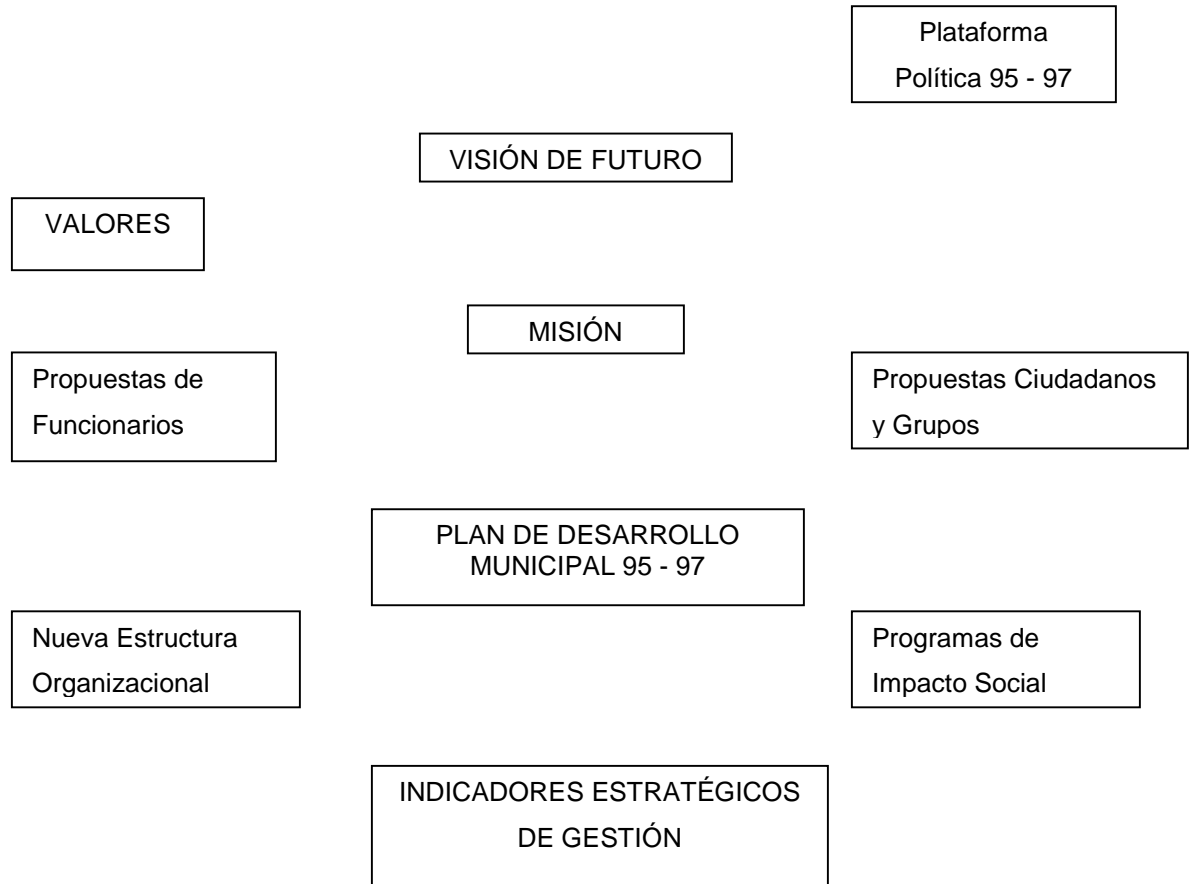 Plataforma
Política 95 - 97
VISIÓN DE FUTURO
VALORES
MISIÓN
Propuestas de
Funcionarios
Propuestas Ciudadanos
y Grupos
PLAN DE DESARROLLO
MUNICIPAL 95 - 97
Nueva Estructura
Organizacional
Programas de
Impacto Social
INDICADORES ESTRATÉGICOS
DE GESTIÓN